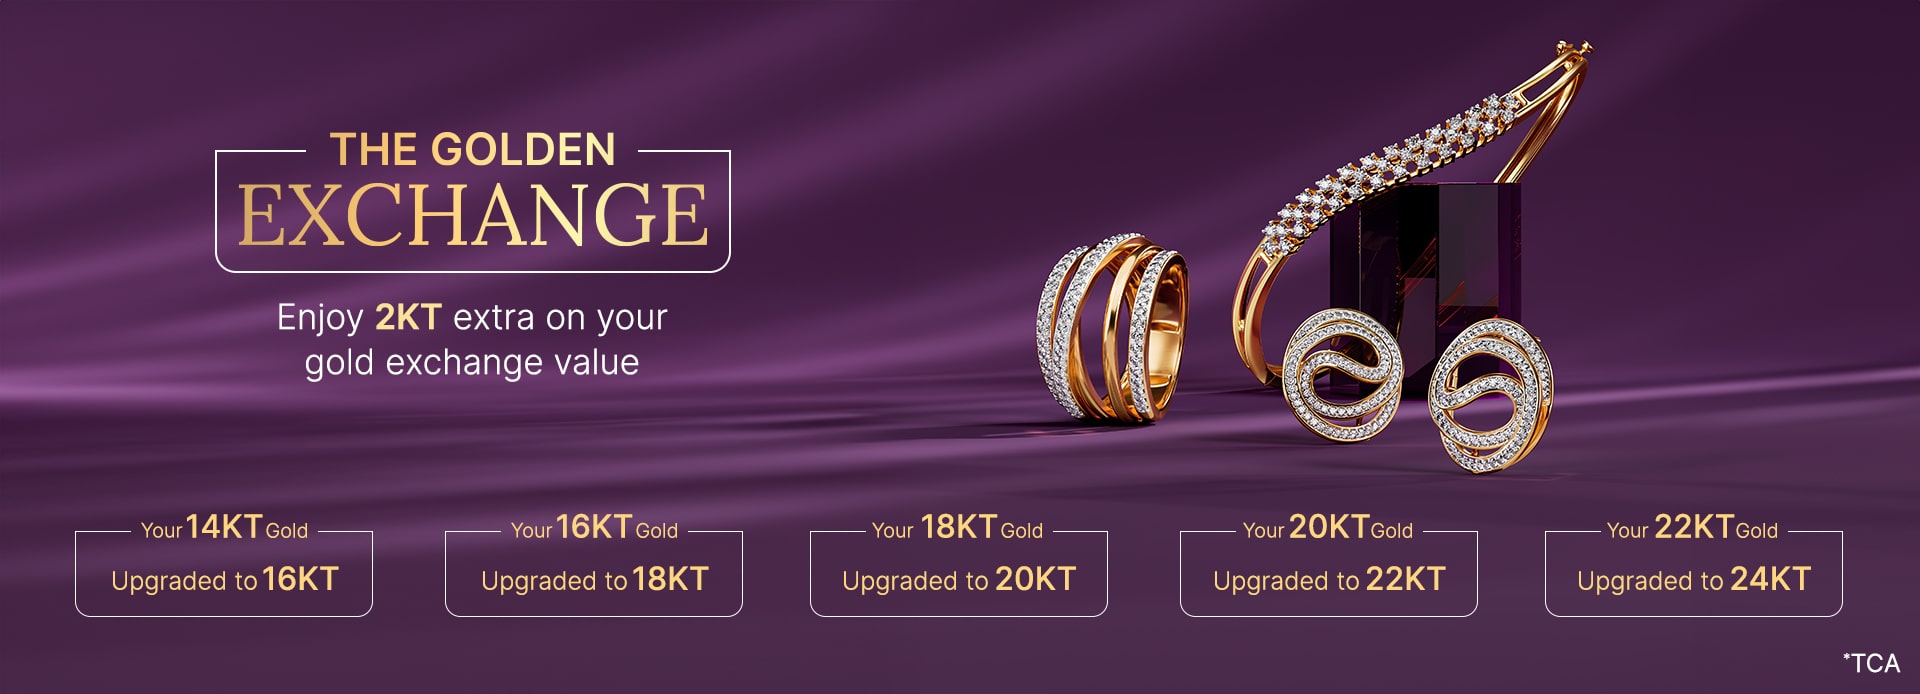 THE GOLDEN
EXCHANGE
Enjoy 2KT extra on your
gold exchange value
Your 14KT Gold
Upgraded to 16KT
Your 16KT Gold
Upgraded to 18KT
Your 18KT Gold
Upgraded to 20KT
Your 20KT Gold
Upgraded to 22KT
Your 22KT Gold
Upgraded to 24KT
*TCA